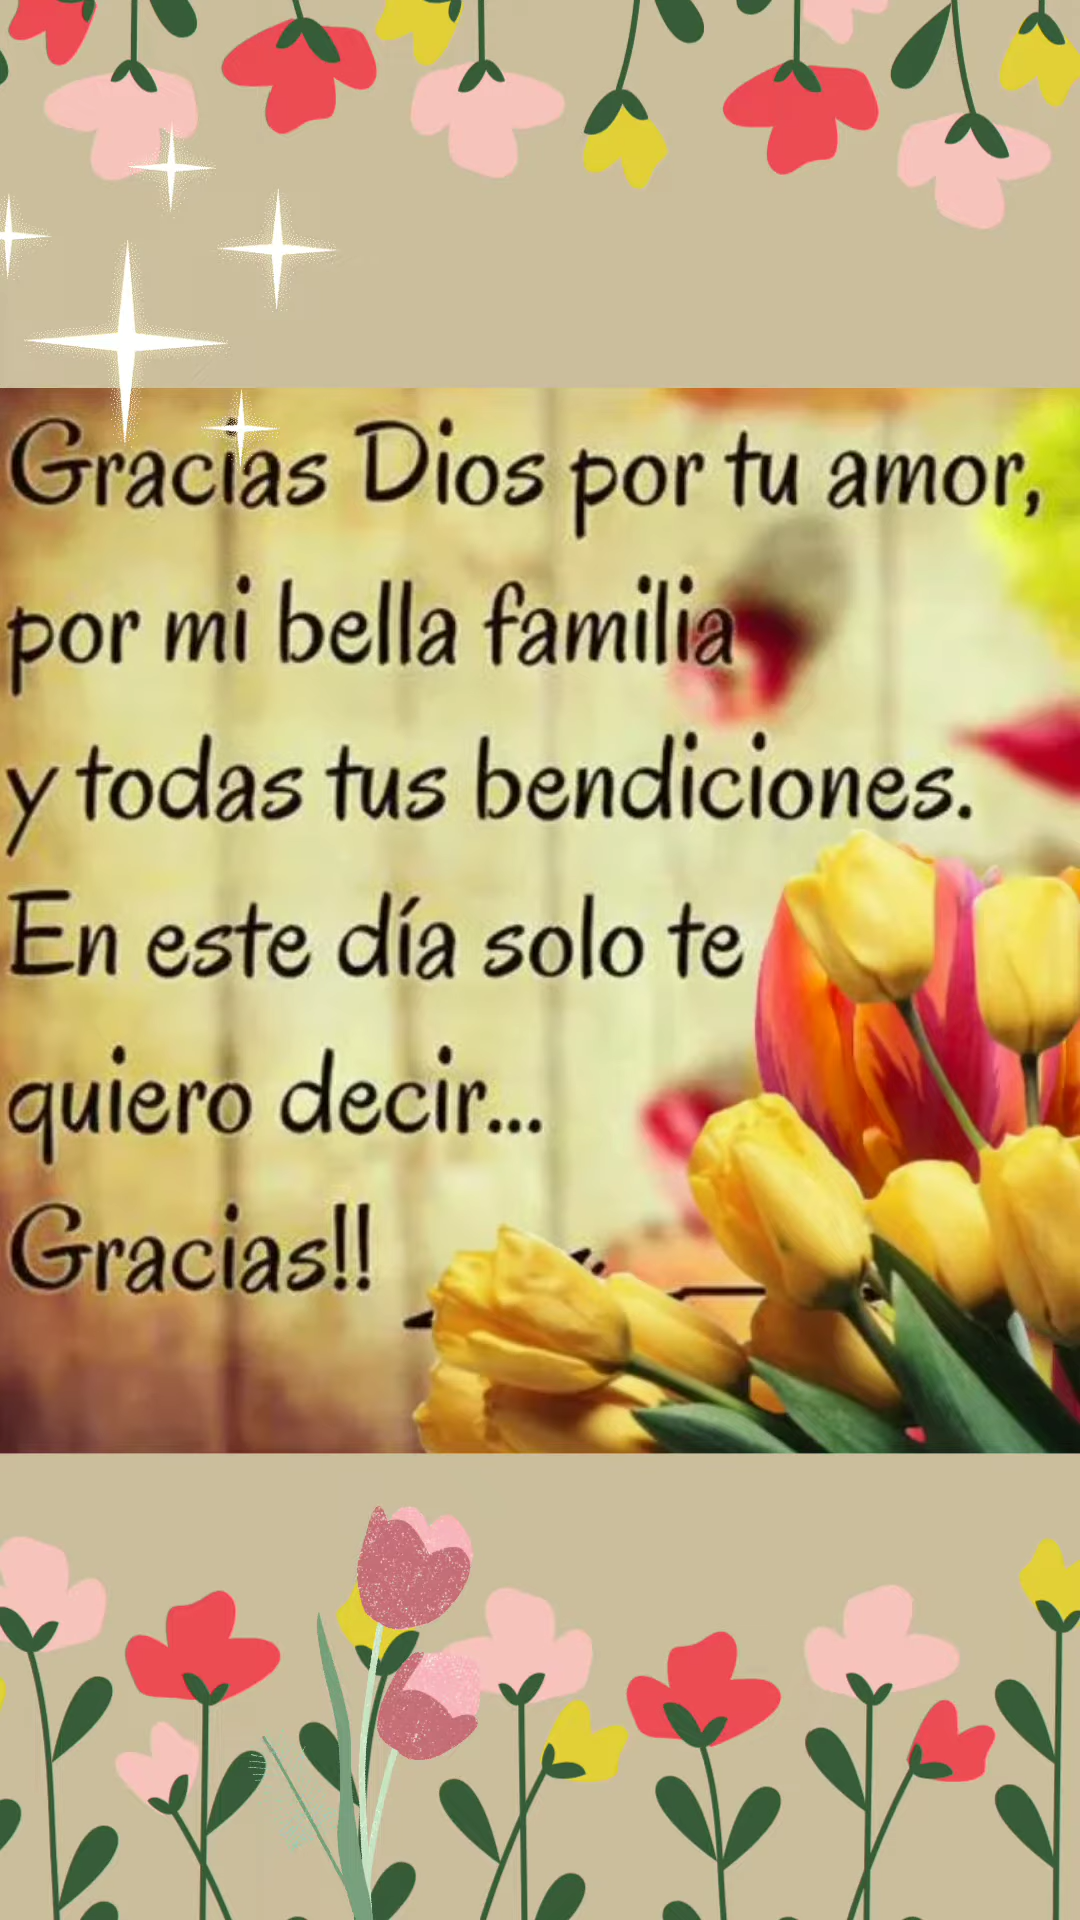 Gracias Dios por tu amor,
por mi bella familia
y todas tus bendiciones.
En este día solo te
quiero decir...
Gracias!!